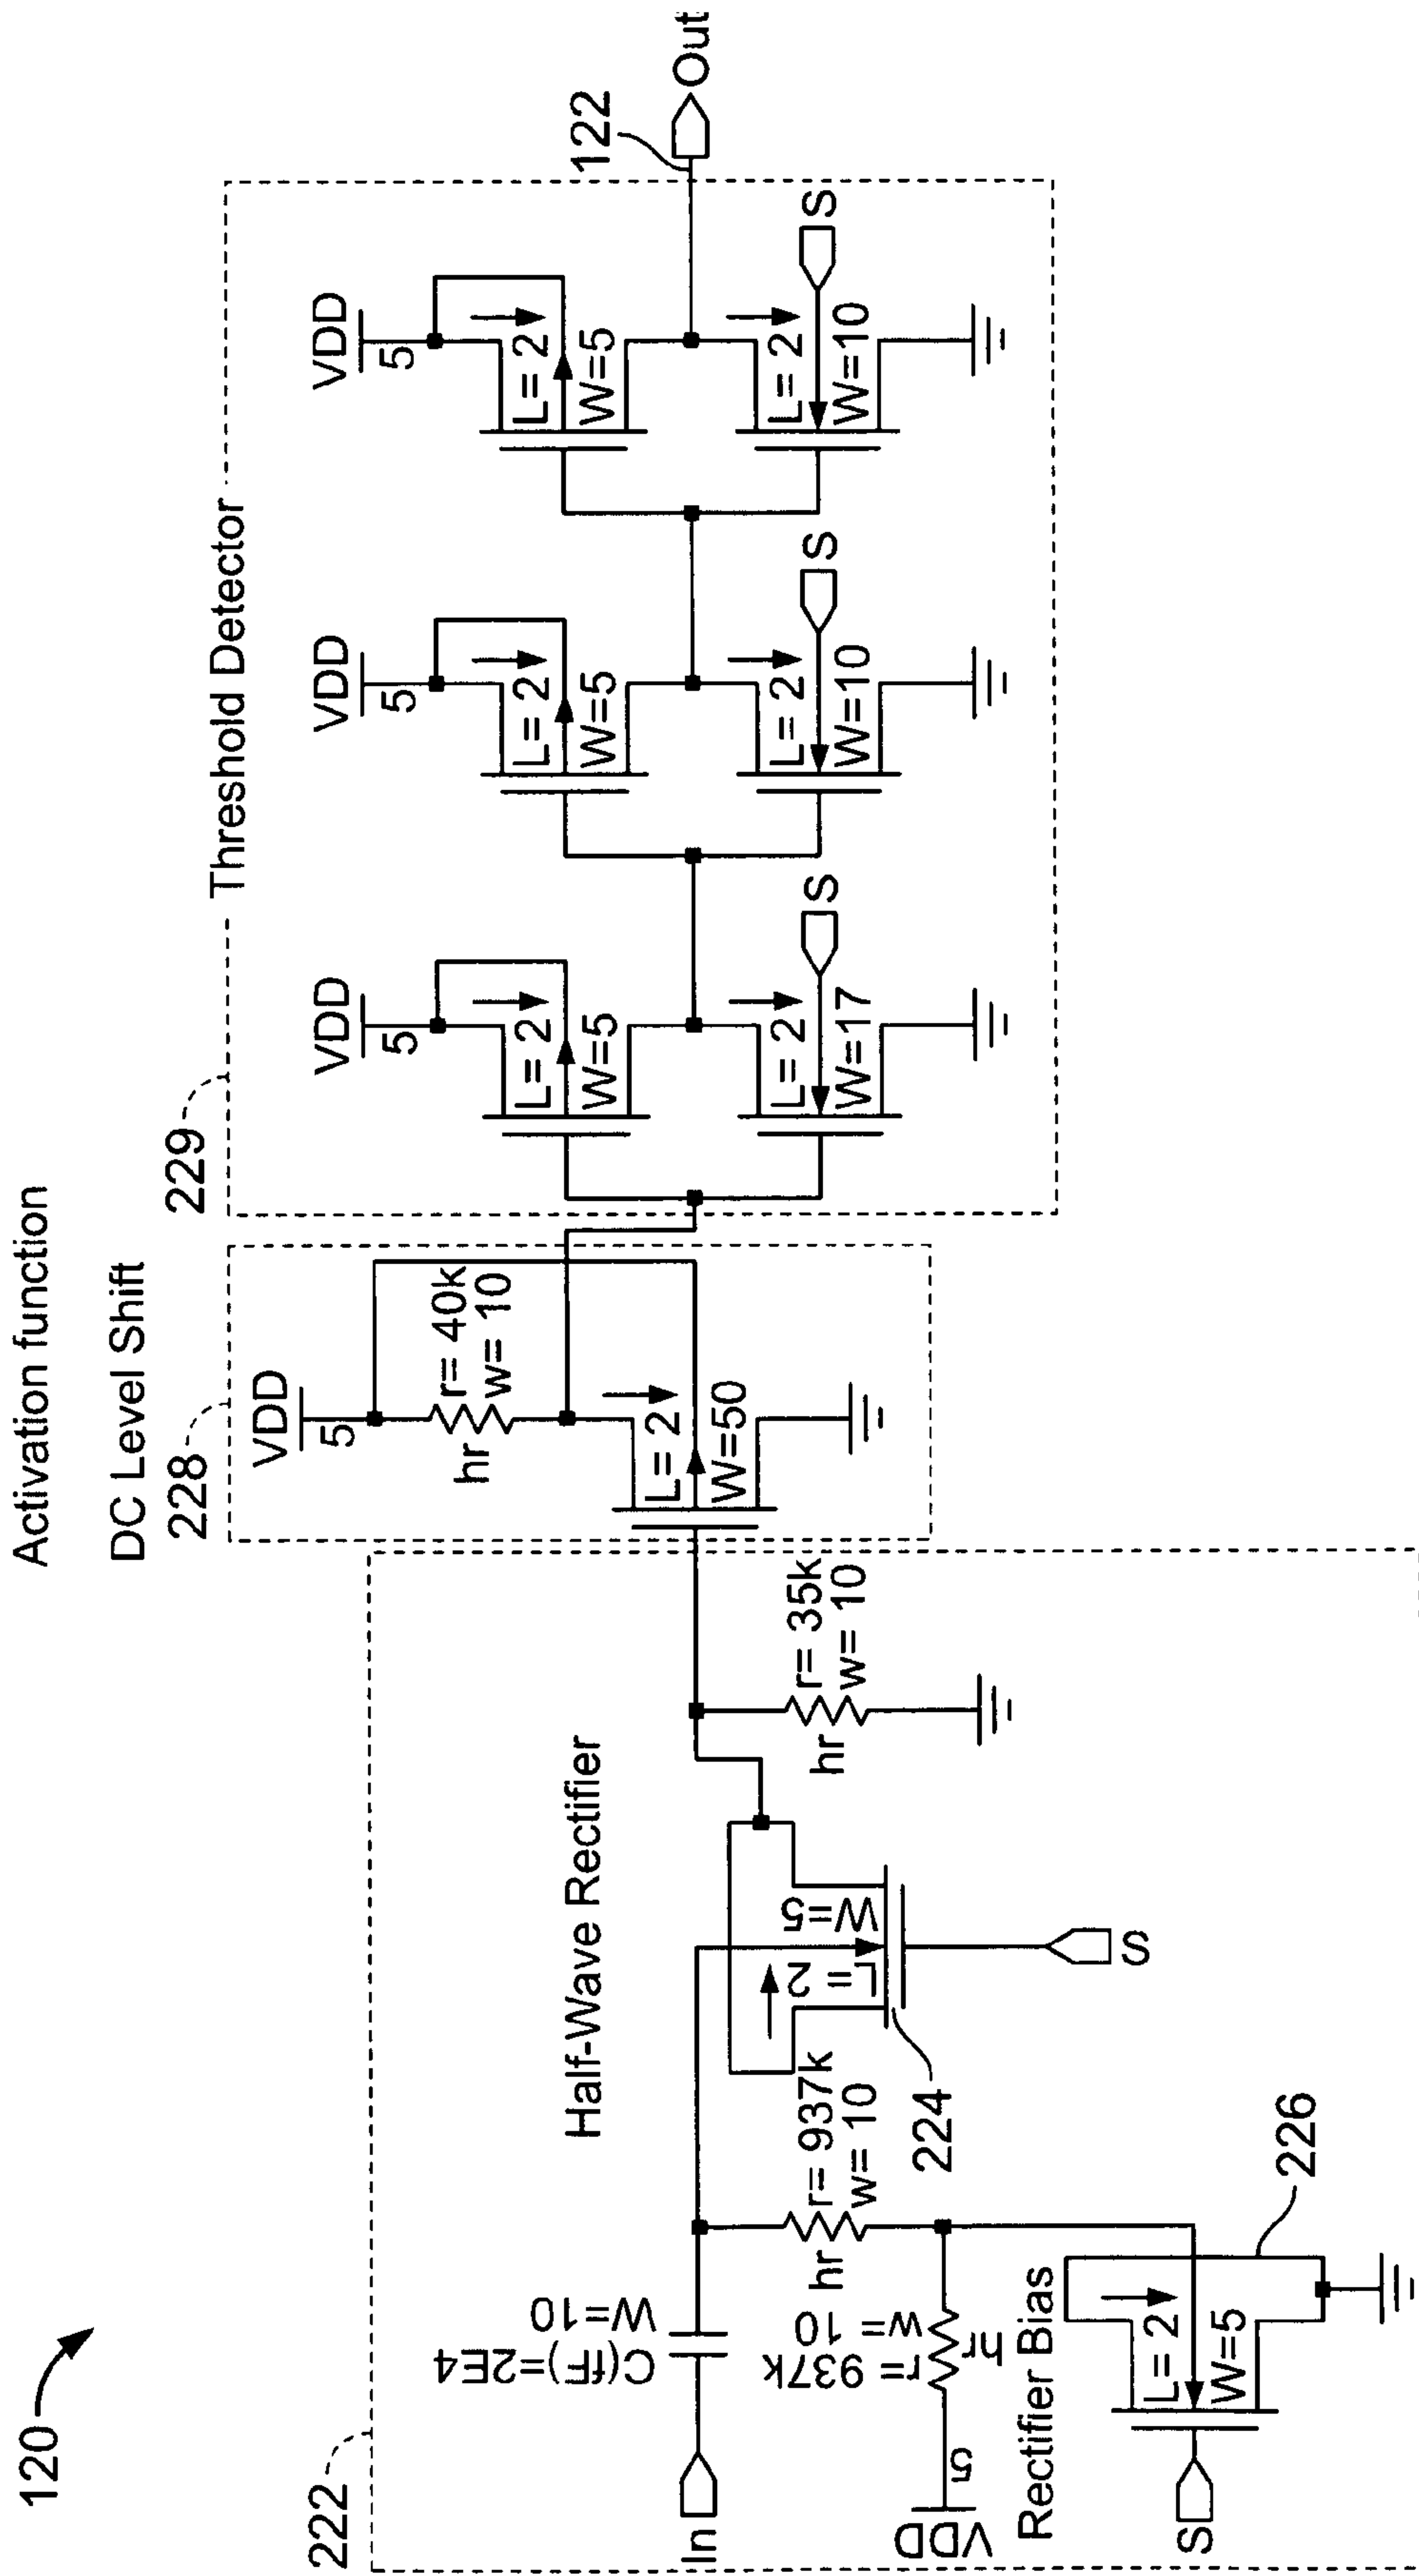 Activation function
120
222
Half-Wave Rectifier
In
C(fF)=2E4
W=10
r= 937k
w= 10
hr
VDD
5
r= 937k
w= 10
hr
Rectifier Bias
S
L= 2
W=5
226
224
L= 2
W=5
S
r= 35k
w= 10
hr
DC Level Shift
228
VDD
5
r= 40k
w= 10
hr
L= 2
W=50
229
Threshold Detector
VDD
5
L= 2
W=5
L= 2
W=17
S
VDD
5
L= 2
W=5
L= 2
W=10
S
VDD
5
L= 2
W=5
L= 2
W=10
S
122
Out